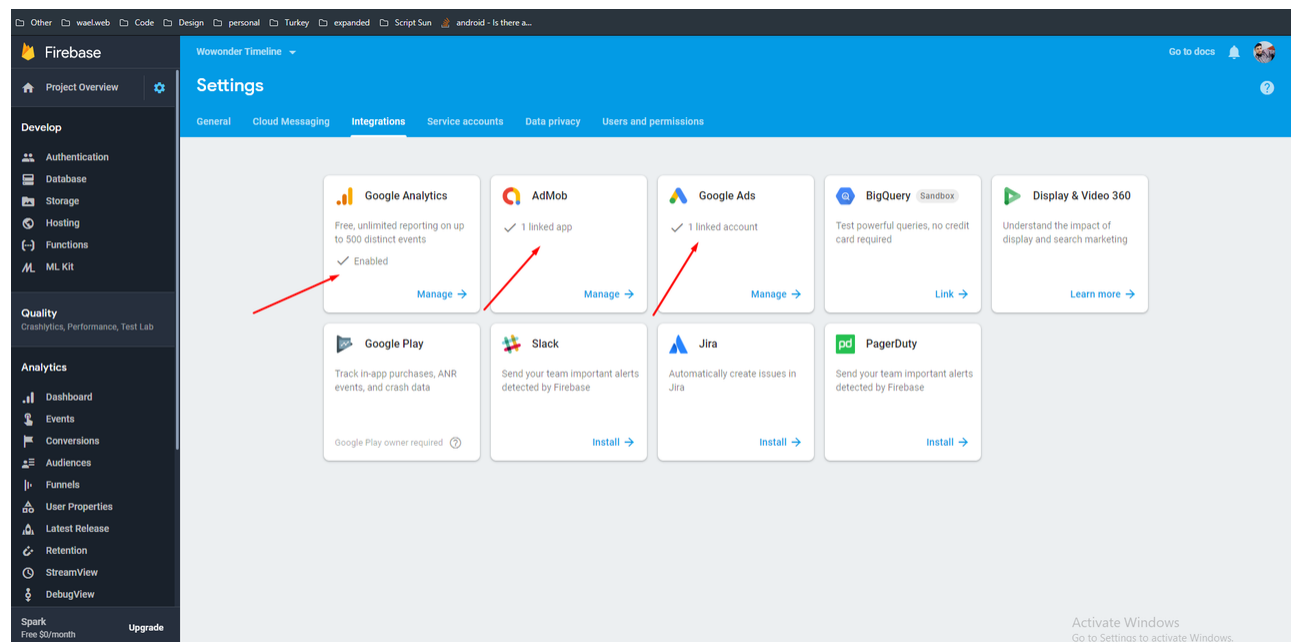 Other wael.web Code Design personal Turkey expanded Script Sun android - Is there a...
Firebase
Project Overview
Develop
Authentication
Database
Storage
Hosting
Functions
ML Kit
Quality
Crashlytics, Performance, Test Lab
Analytics
Dashboard
Events
Conversions
Audiences
Funnels
User Properties
Latest Release
Retention
StreamView
DebugView
Spark
Free $0/month
Upgrade
Wowonder Timeline
Go to docs
Settings
General Cloud Messaging Integrations Service accounts Data privacy Users and permissions
Google Analytics
Free, unlimited reporting on up
to 500 distinct events
Enabled
Manage
AdMob
1 linked app
Manage
Google Ads
1 linked account
Manage
BigQuery Sandbox
Test powerful queries, no credit
card required
Link
Display & Video 360
Understand the impact of
display and search marketing
Learn more
Google Play
Track in-app purchases, ANR
events, and crash data
Google Play owner required
Slack
Send your team important alerts
detected by Firebase
Install
Jira
Automatically create issues in
Jira
Install
pd PagerDuty
Send your team important alerts
detected by Firebase
Install
Activate Windows
Go to Settings to activate Windows.